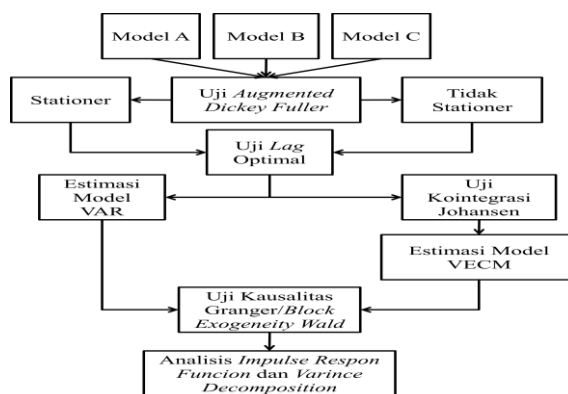 Model A
Model B
Model C
Stationer
Uji Augmented
Dickey Fuller
Tidak
Stationer
Uji Lag
Optimal
Estimasi
Model
VAR
Uji
Kointegrasi
Johansen
Estimasi Model
VECM
Uji Kausalitas
Granger/Block
Exogeneity Wald
Analisis Impulse Respon
Funcion dan Varince
Decomposition